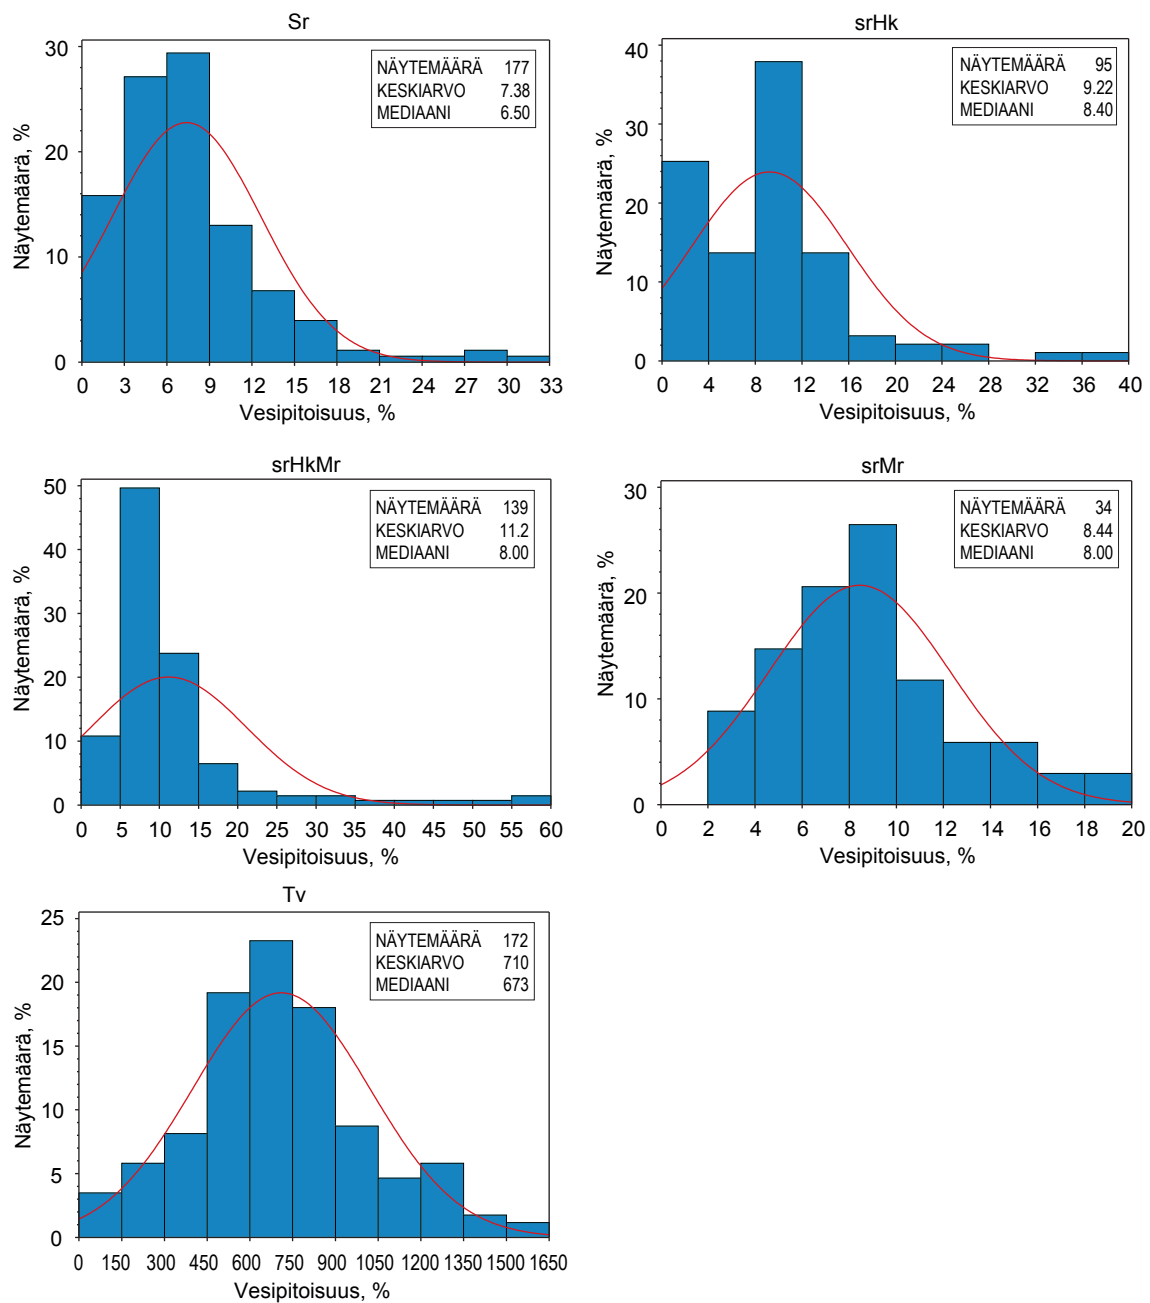 Sr
Näytemäärä, %
30
20
10
0
NÄYTEMÄÄRÄ 177
KESKIARVO 7.38
MEDIAANI 6.50
0 3 6 9 12 15 18 21 24 27 30 33
Vesipitoisuus, %
srHk
Näytemäärä, %
40
30
20
10
0
NÄYTEMÄÄRÄ 95
KESKIARVO 9.22
MEDIAANI 8.40
0 4 8 12 16 20 24 28 32 36 40
Vesipitoisuus, %
srHkMr
Näytemäärä, %
50
40
30
20
10
0
NÄYTEMÄÄRÄ 139
KESKIARVO 11.2
MEDIAANI 8.00
0 5 10 15 20 25 30 35 40 45 50 55 60
Vesipitoisuus, %
srMr
Näytemäärä, %
30
20
10
0
NÄYTEMÄÄRÄ 34
KESKIARVO 8.44
MEDIAANI 8.00
0 2 4 6 8 10 12 14 16 18 20
Vesipitoisuus, %
Tv
Näytemäärä, %
25
20
15
10
5
0
NÄYTEMÄÄRÄ 172
KESKIARVO 710
MEDIAANI 673
0 150 300 450 600 750 900 1050 1200 1350 1500 1650
Vesipitoisuus, %